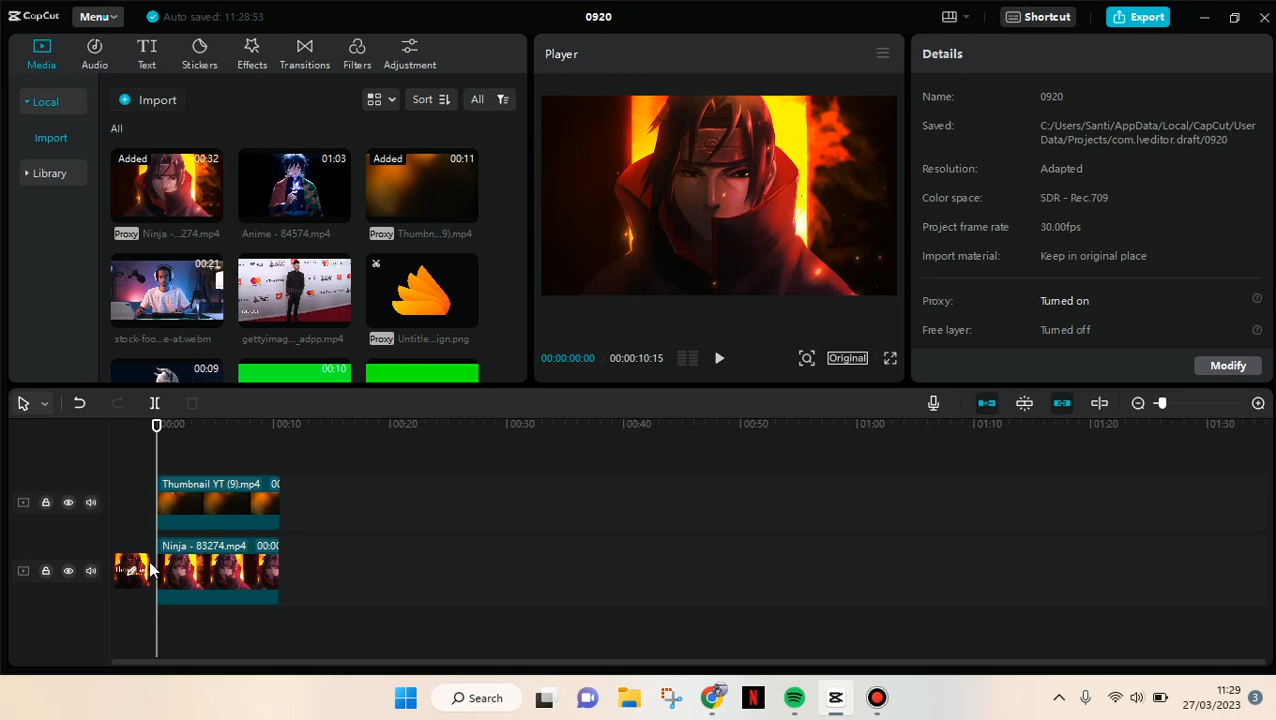 CapCut
Menu
Auto saved: 11:28:53
0920
Shortcut
Export
Media
Audio
Text
Stickers
Effects
Transitions
Filters
Adjustment
Player
Details
Local
Import
Library
Import
Sort
All
All
Added
00:32
01:03
Added
00:11
Proxy
Ninja -...274.mp4
Anime - 84574.mp4
Proxy
Thumbn...9).mp4
00:21
stock-foo...e-at.webm
gettyimag..._adpp.mp4
Proxy
Untitle...ign.png
00:09
00:10
00:00:00:00
00:00:10:15
Original
Name:
0920
Saved:
C:/Users/Santi/AppData/Local/CapCut/User
Data/Projects/com.lveditor.draft/0920
Resolution:
Adapted
Color space:
SDR - Rec.709
Project frame rate
30.00fps
Import material:
Keep in original place
Proxy:
Turned on
Free layer:
Turned off
Modify
00:00
00:10
00:20
00:30
00:40
00:50
01:00
01:10
01:20
01:30
Thumbnail YT (9).mp4
00
Ninja - 83274.mp4
00:00
Search
11:29
27/03/2023
3